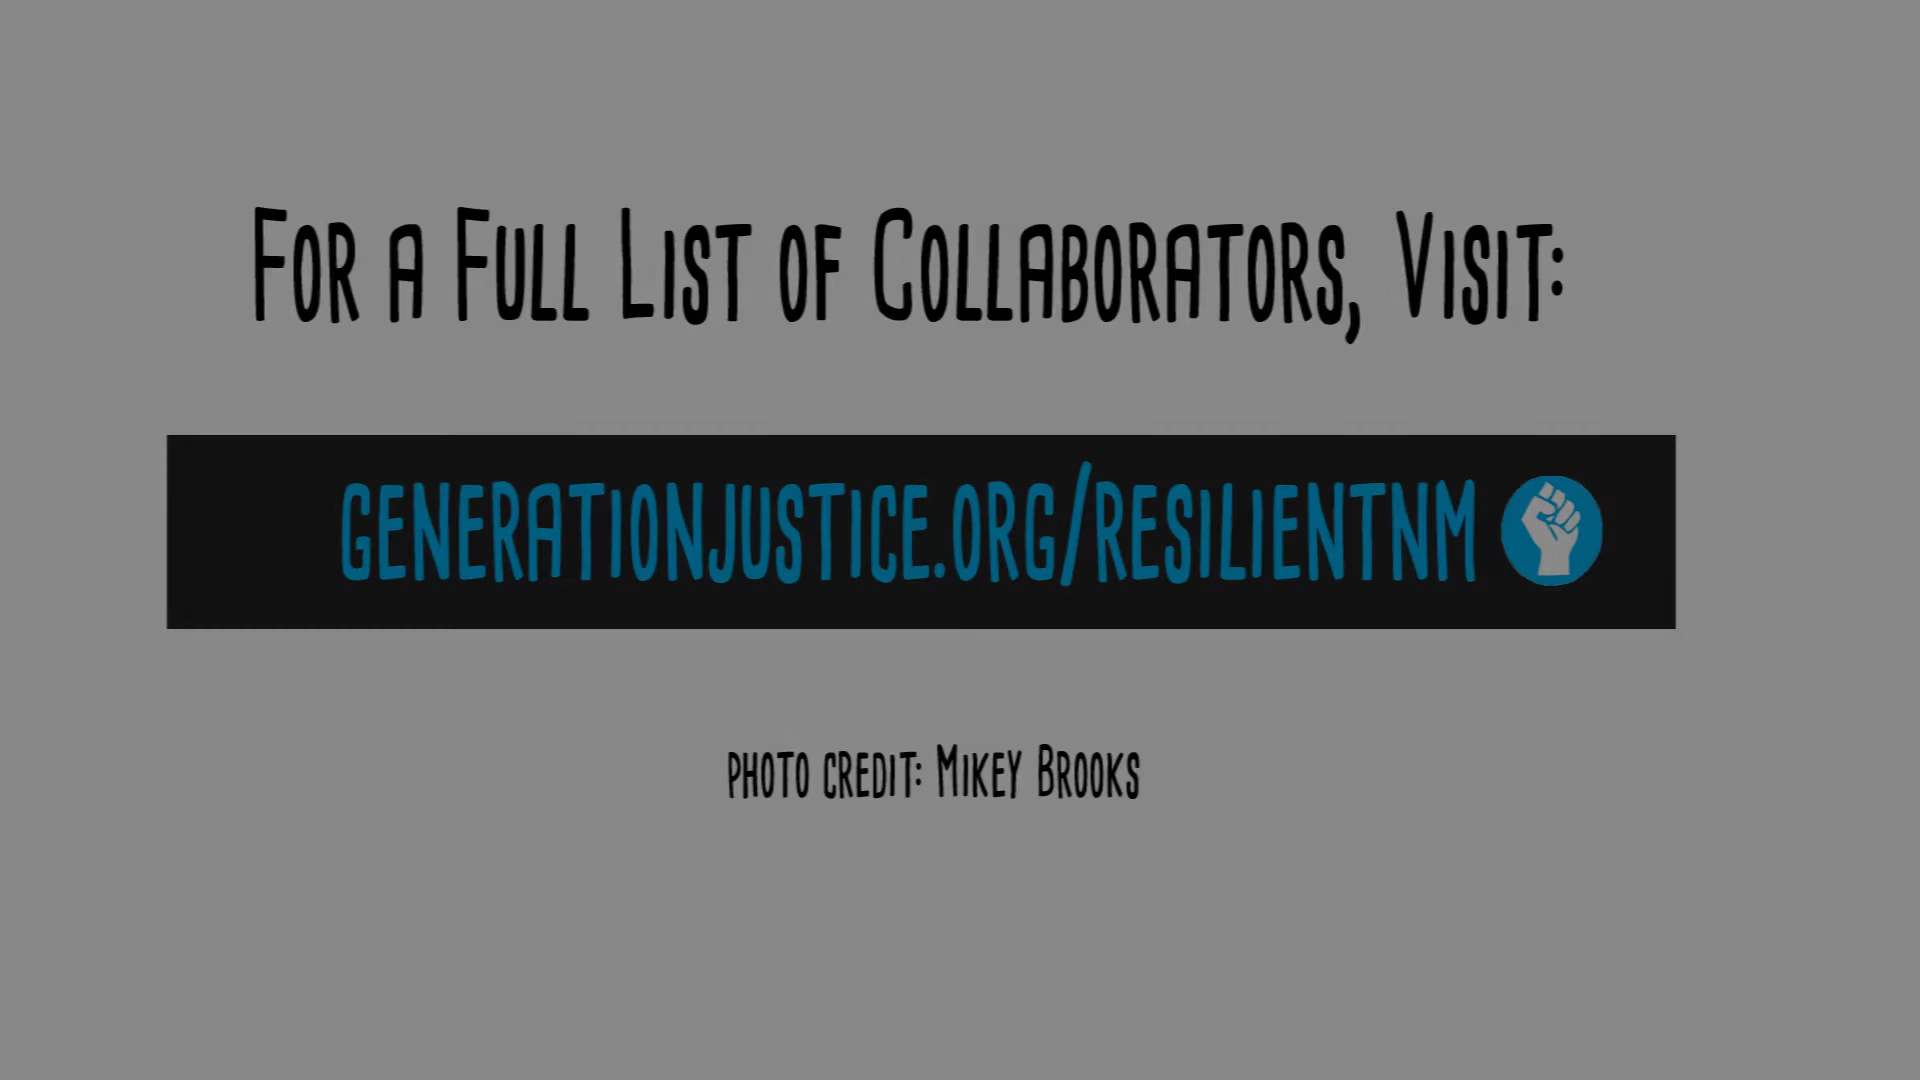 For a Full List of Collaborators, Visit:
generationjustice.org/resilientnm
photo credit: Mikey Brooks